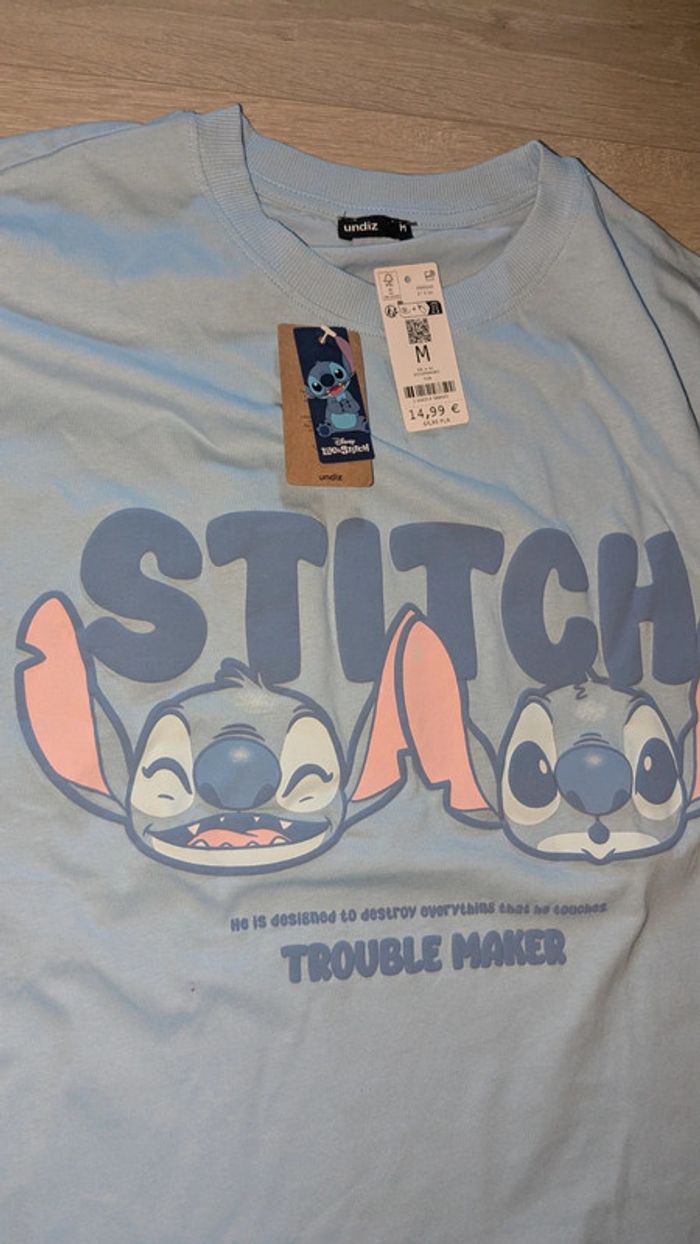 undiz M
M
14,99 €
Disney
LILO&STITCH
undiz
STITCH
He is designed to destroy everything that he touches
TROUBLE MAKER